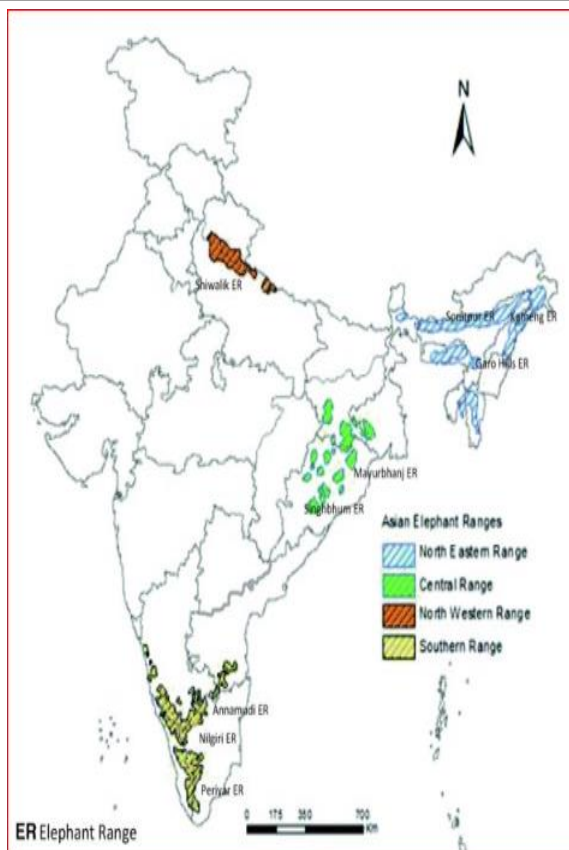 N
Shiwalik ER
Sonitpur ER
Kameng ER
Garo Hills ER
Mayurbhanj ER
Singhbhum ER
Asian Elephant Ranges
North Eastern Range
Central Range
North Western Range
Southern Range
Annamadi ER
Nilgiri ER
Periyar ER
0 175 350 700
Km
ER Elephant Range